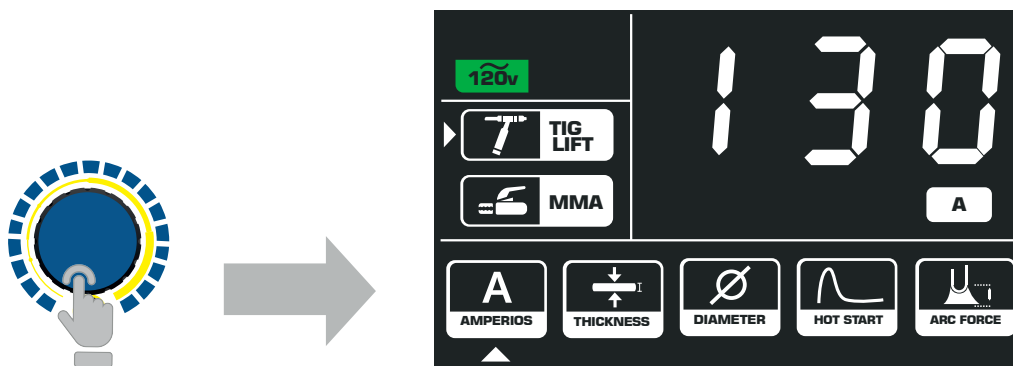 120v
130
TIG
LIFT
MMA
A
A
AMPERIOS
THICKNESS
DIAMETER
HOT START
ARC FORCE